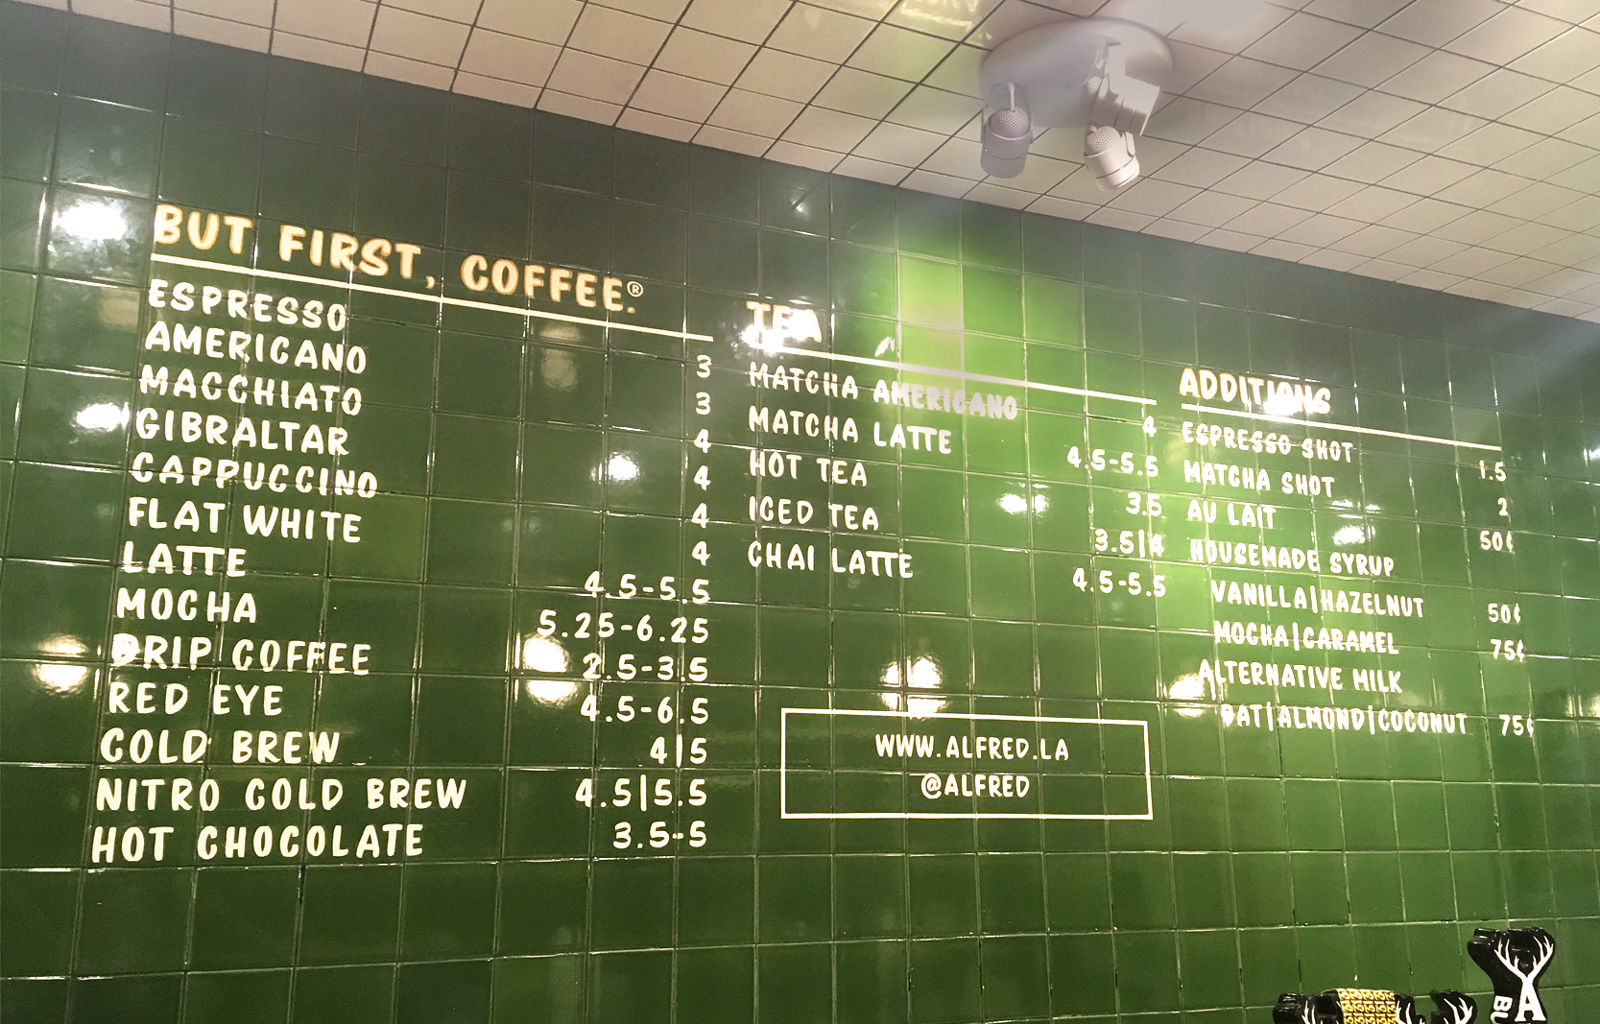 BUT FIRST, COFFEE.®
ESPRESSO 3
AMERICANO 3
MACCHIATO 4
GIBRALTAR 4
CAPPUCCINO 4
FLAT WHITE 4
LATTE 4.5-5.5
MOCHA 5.25-6.25
DRIP COFFEE 2.5-3.5
RED EYE 4.5-6.5
COLD BREW 4|5
NITRO COLD BREW 4.5|5.5
HOT CHOCOLATE 3.5-5
TEA
MATCHA AMERICANO 4
MATCHA LATTE 4.5-5.5
HOT TEA 3.5
ICED TEA 3.5|4
CHAI LATTE 4.5-5.5
WWW.ALFRED.LA
@ALFRED
ADDITIONS
ESPRESSO SHOT 1.5
MATCHA SHOT 2
AU LAIT 50¢
HOUSEMADE SYRUP
VANILLA|HAZELNUT 50¢
MOCHA|CARAMEL 75¢
ALTERNATIVE MILK
OAT|ALMOND|COCONUT 75¢
A